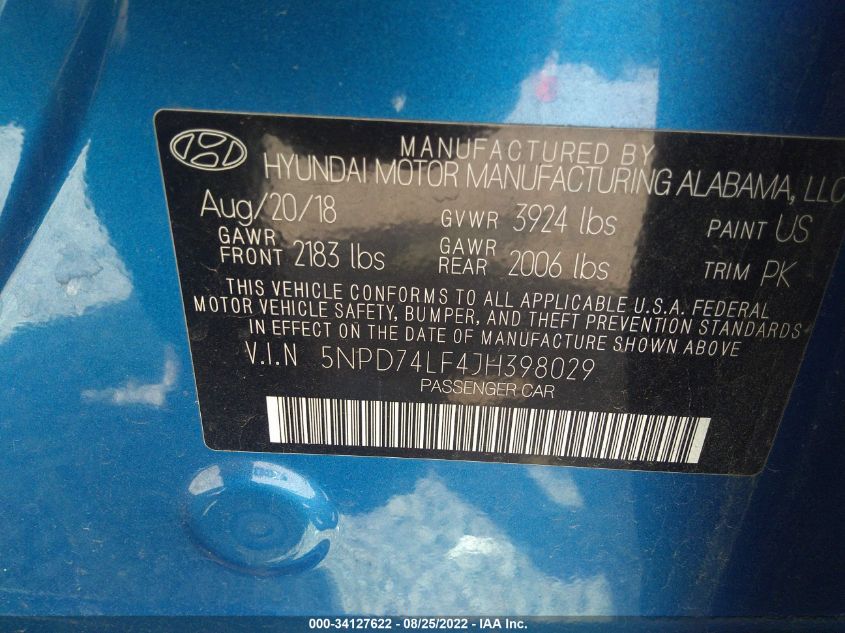 MANUFACTURED BY
HYUNDAI MOTOR MANUFACTURING ALABAMA, LLC
Aug/20/18 GVWR 3924 lbs PAINT US
GAWR FRONT 2183 lbs GAWR REAR 2006 lbs TRIM PK
THIS VEHICLE CONFORMS TO ALL APPLICABLE U.S.A. FEDERAL
MOTOR VEHICLE SAFETY, BUMPER, AND THEFT PREVENTION STANDARDS
IN EFFECT ON THE DATE OF MANUFACTURE SHOWN ABOVE
V.I.N 5NPD74LF4JH398029
PASSENGER CAR
000-34127622 - 08/25/2022 - IAA Inc.